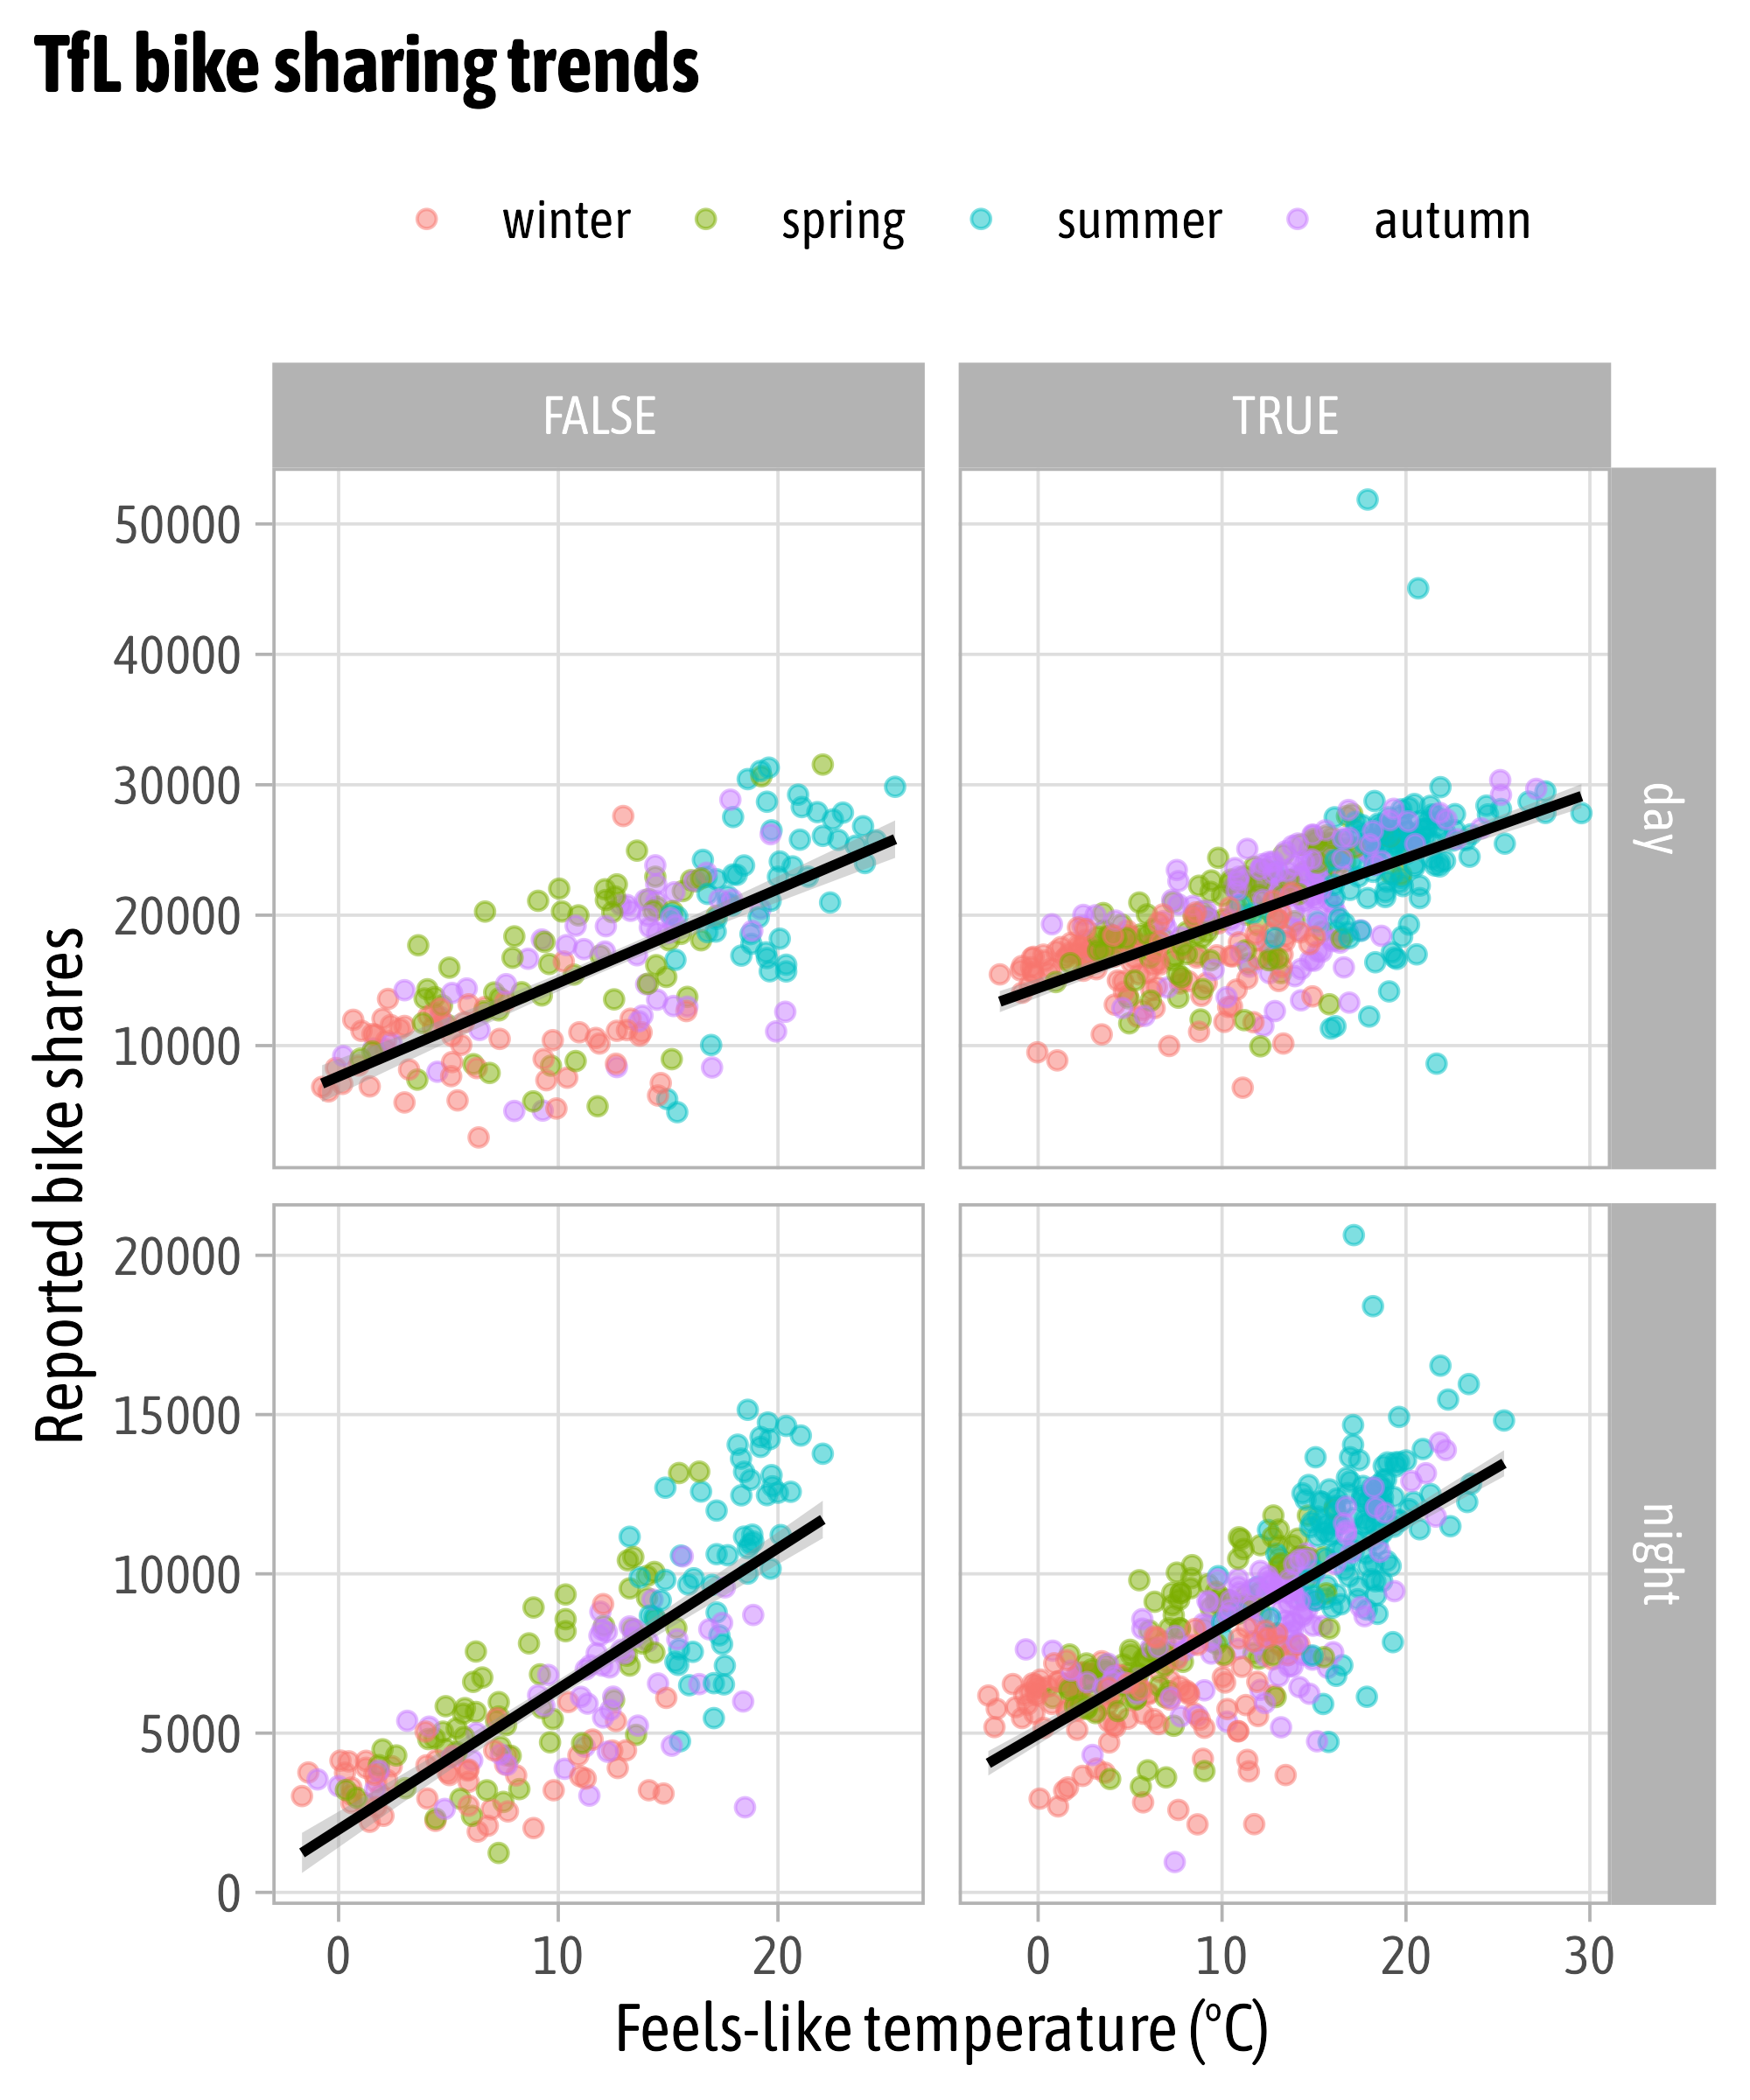 TfL bike sharing trends
winter spring summer autumn
FALSE TRUE
50000
40000
30000
20000
10000
day
Reported bike shares
20000
15000
10000
5000
0
night
0 10 20 0 10 20 30
Feels-like temperature (°C)